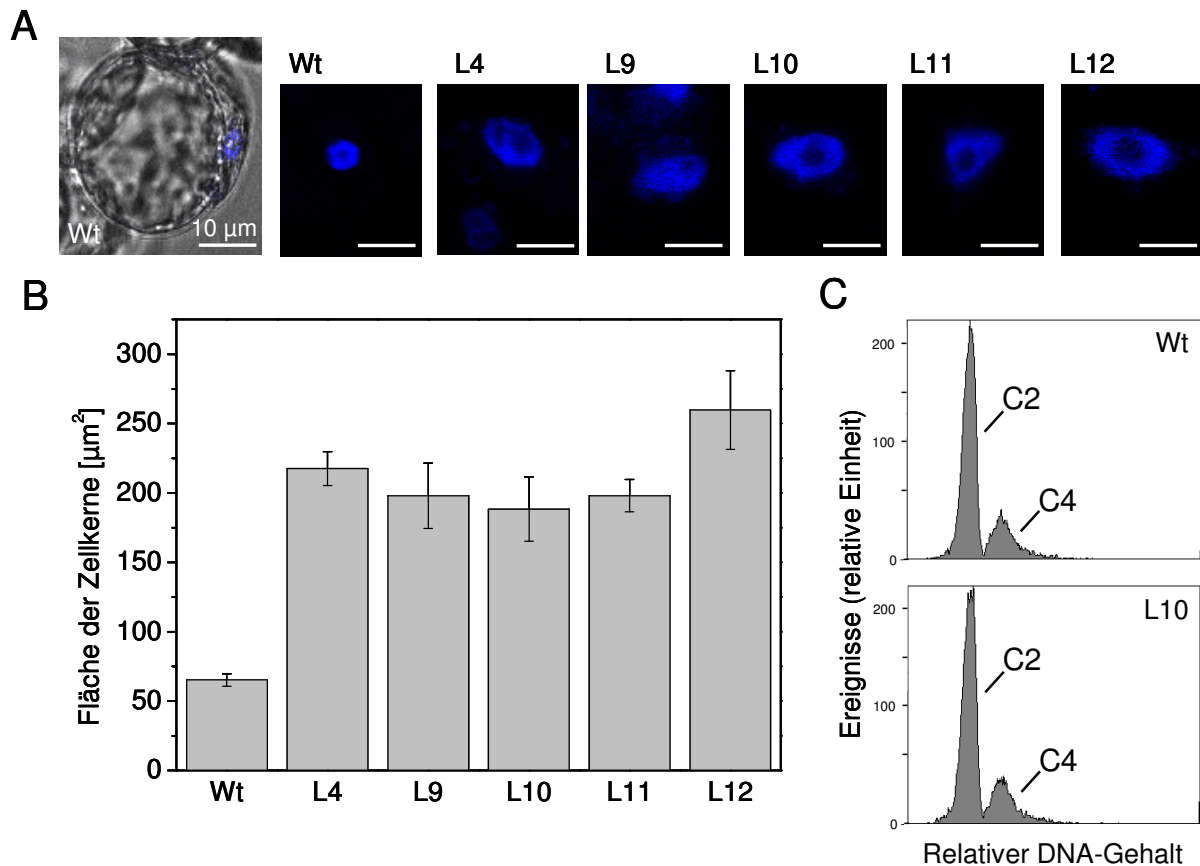 A
Wt L4 L9 L10 L11 L12
Wt 10 µm
B
Fläche der Zellkerne [µm²]
300
250
200
150
100
50
0
Wt L4 L9 L10 L11 L12
C
Ereignisse (relative Einheit)
Wt
200
C2
100
C4
0
L10
200
C2
100
C4
0
Relativer DNA-Gehalt